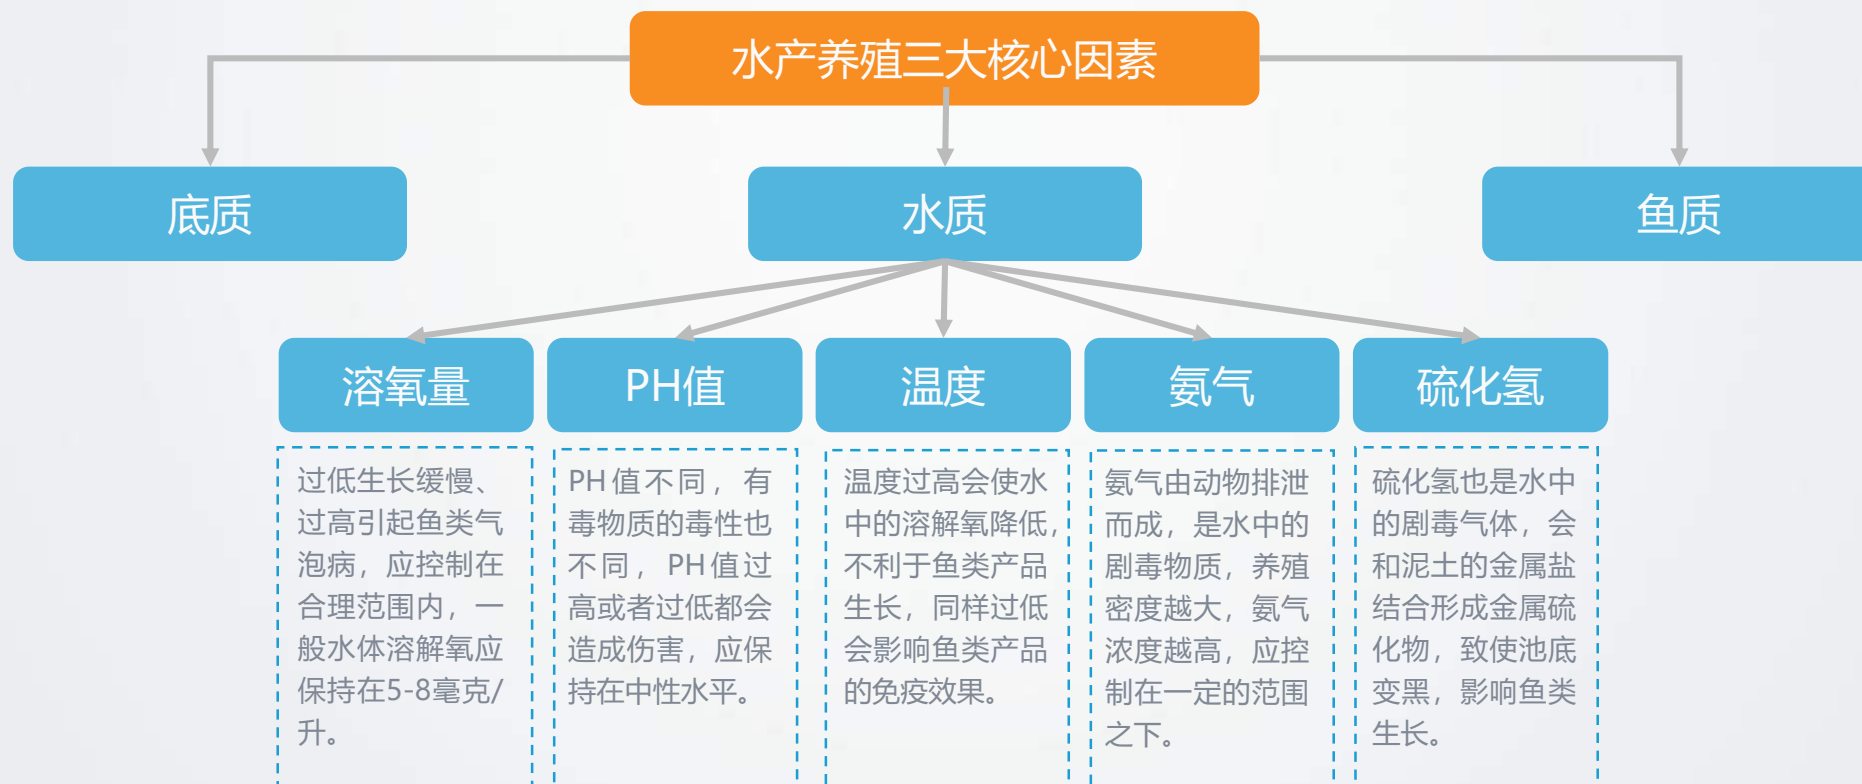 水产养殖三大核心因素
底质
水质
鱼质
溶氧量
PH值
温度
氨气
硫化氢
过低生长缓慢、
过高引起鱼类气
泡病，应控制在
合理范围内，一
般水体溶解氧应
保持在5-8毫克/
升。
PH值不同，有
毒物质的毒性也
不同，PH值过
高或者过低都会
造成伤害，应保
持在中性水平。
温度过高会使水
中的溶解氧降低，
不利于鱼类产品
生长，同样过低
会影响鱼类产品
的免疫效果。
氨气由动物排泄
而成，是水中的
剧毒物质，养殖
密度越大，氨气
浓度越高，应控
制在一定的范围
之下。
硫化氢也是水中
的剧毒气体，会
和泥土的金属盐
结合形成金属硫
化物，致使池底
变黑，影响鱼类
生长。